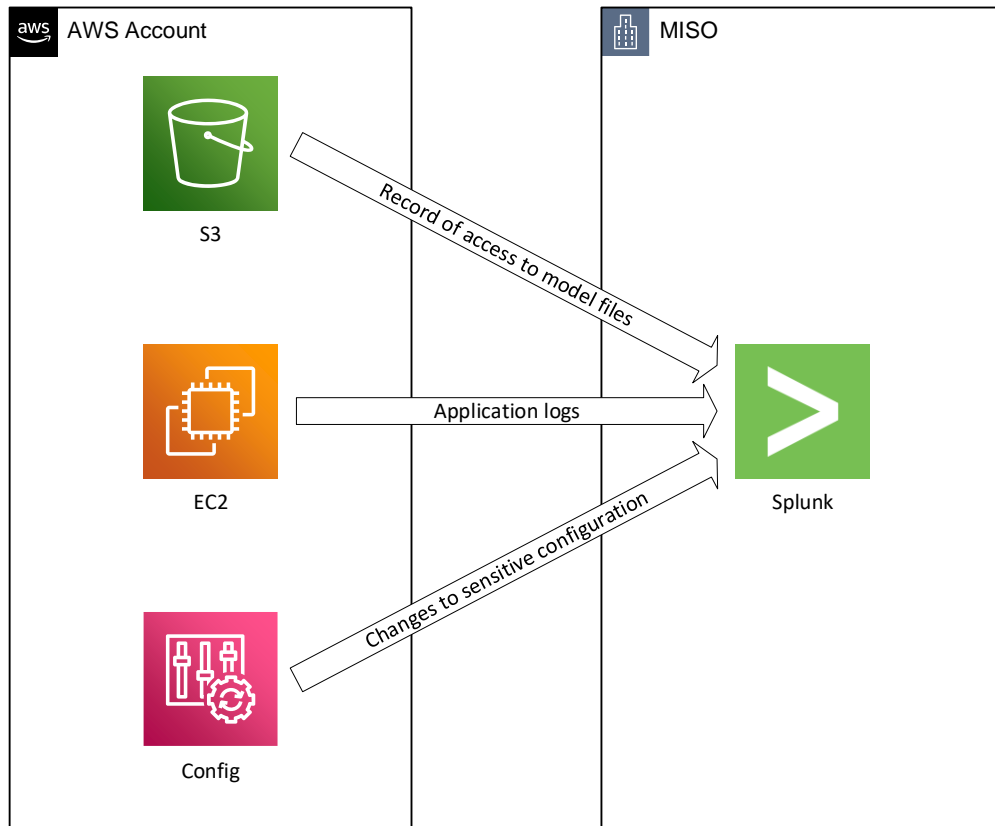 aws
AWS Account
MISO
S3
Record of access to model files
Application logs
EC2
Splunk
Changes to sensitive configuration
Config